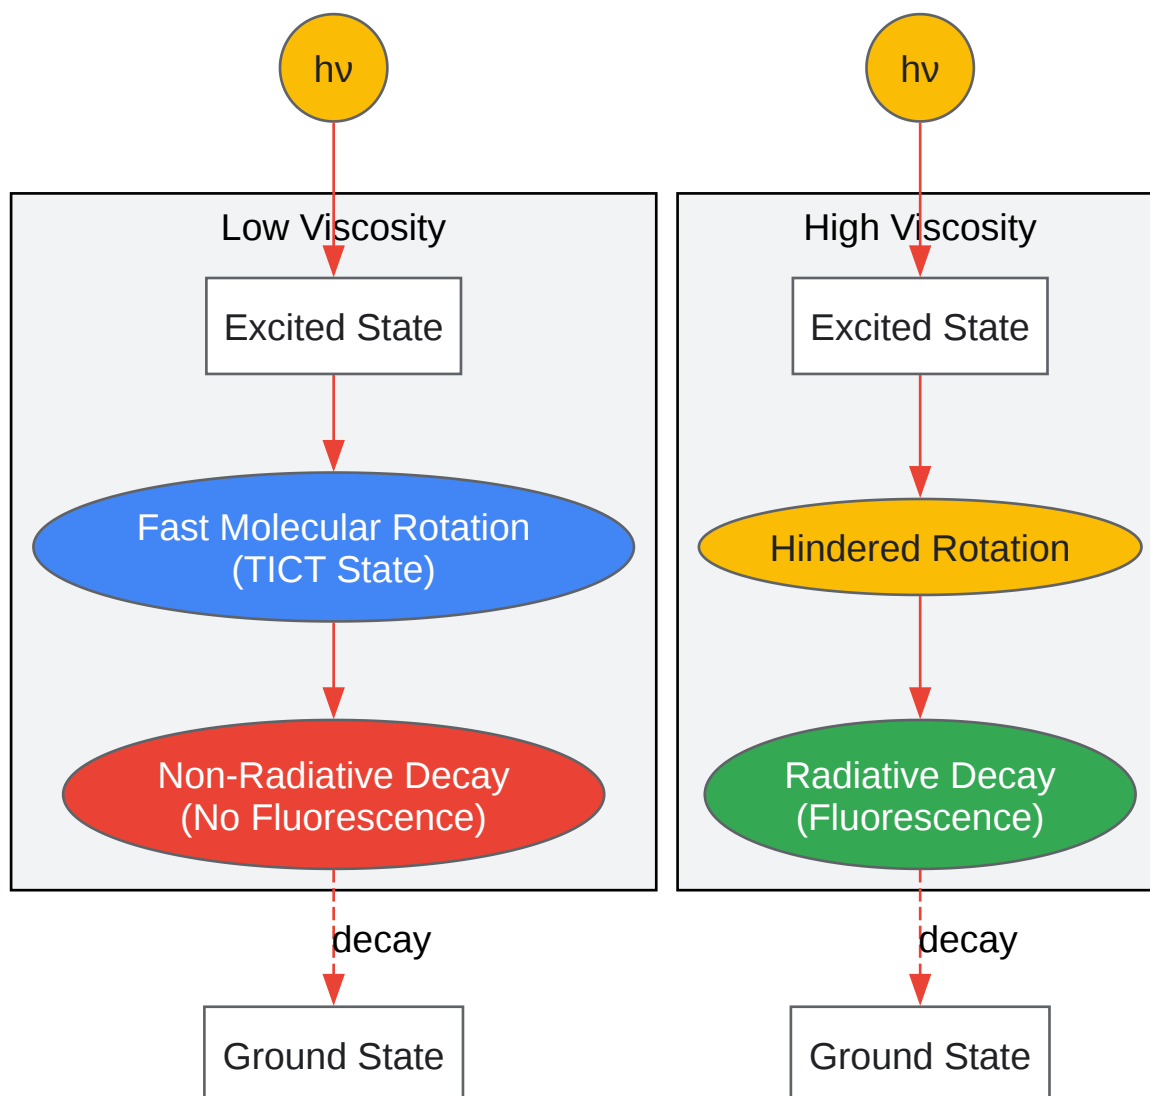 hν
Low Viscosity
Excited State
Fast Molecular Rotation
(TICT State)
Non-Radiative Decay
(No Fluorescence)
decay
Ground State
hν
High Viscosity
Excited State
Hindered Rotation
Radiative Decay
(Fluorescence)
decay
Ground State